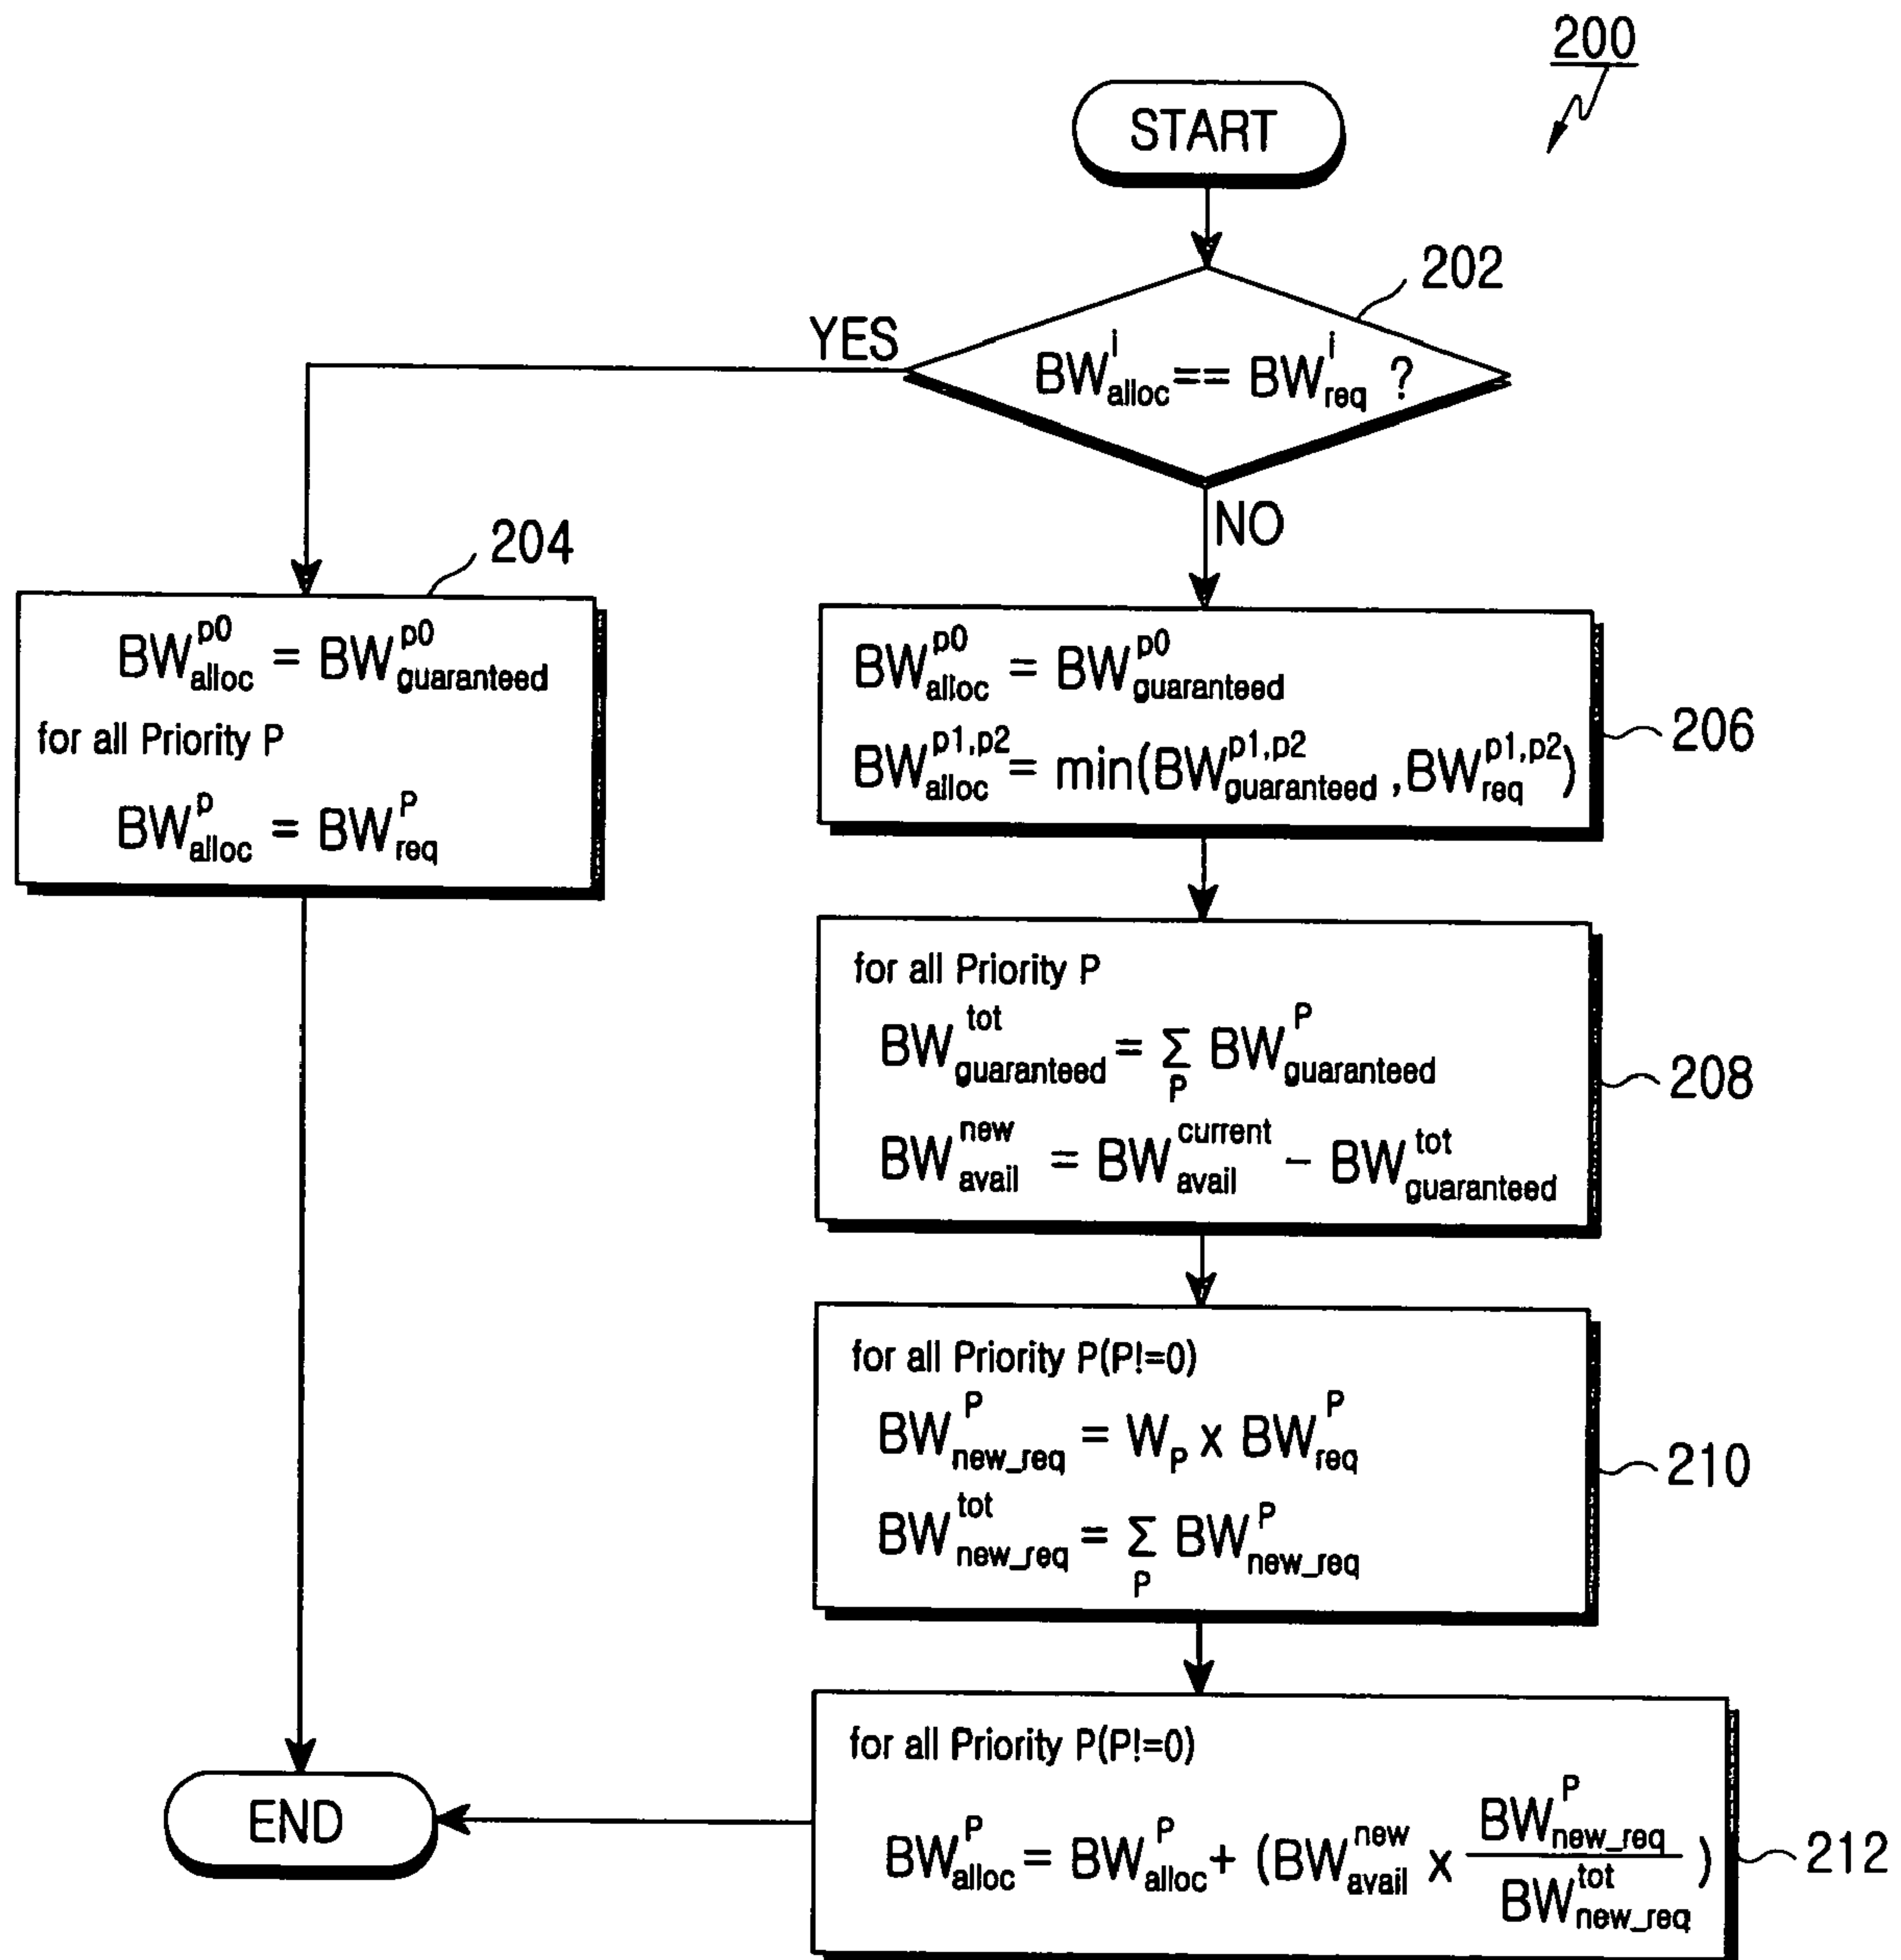 200
START
202
BW^i_alloc == BW^i_req ?
YES
NO
204
BW^p0_alloc = BW^p0_guaranteed
for all Priority P
BW^p_alloc = BW^P_req
206
BW^p0_alloc = BW^p0_guaranteed
BW^p1,p2_alloc = min(BW^p1,p2_guaranteed , BW^p1,p2_req)
208
for all Priority P
BW^tot_guaranteed = Σ_P BW^P_guaranteed
BW^new_avail = BW^current_avail - BW^tot_guaranteed
210
for all Priority P(P!=0)
BW^P_new_req = W_P x BW^P_req
BW^tot_new_req = Σ_P BW^P_new_req
212
for all Priority P(P!=0)
BW^P_alloc = BW^P_alloc + (BW^new_avail x BW^P_new_req / BW^tot_new_req)
END